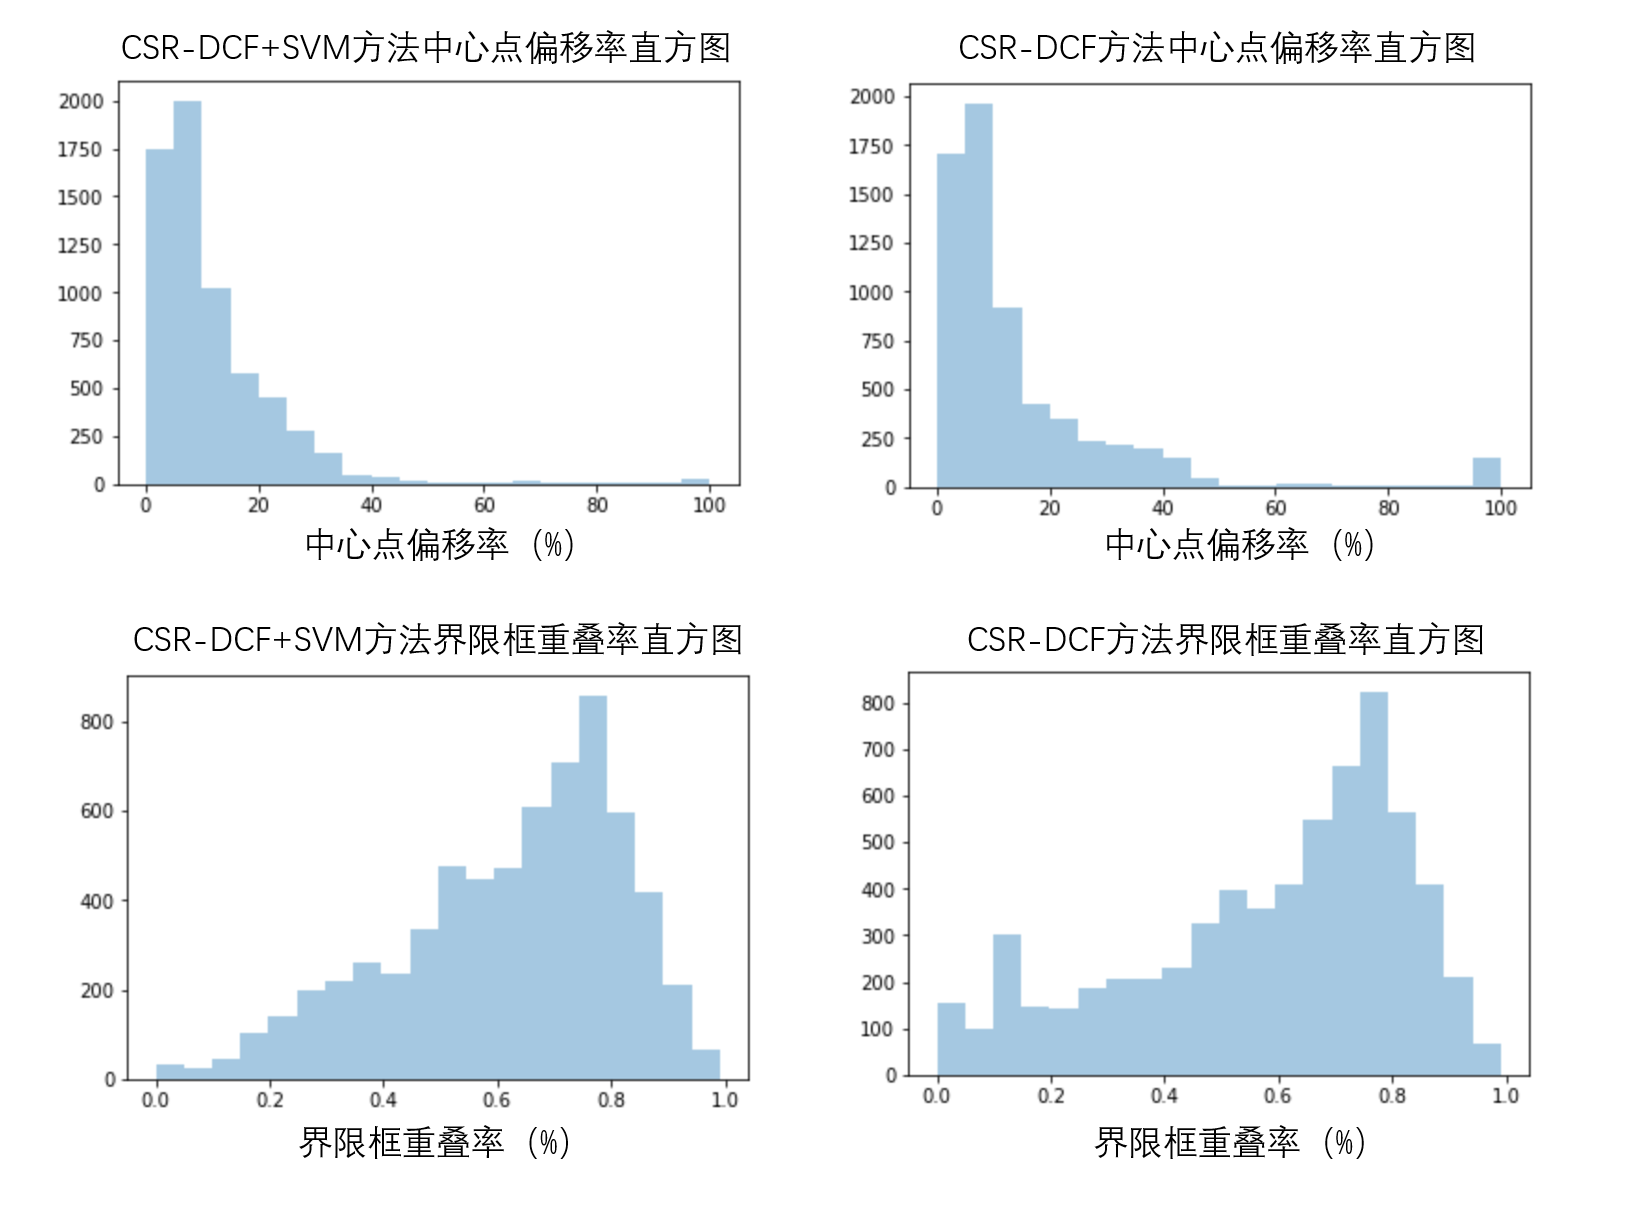 CSR-DCF+SVM方法中心点偏移率直方图
2000
1750
1500
1250
1000
750
500
250
0
0 20 40 60 80 100
中心点偏移率（%）
CSR-DCF方法中心点偏移率直方图
2000
1750
1500
1250
1000
750
500
250
0
0 20 40 60 80 100
中心点偏移率（%）
CSR-DCF+SVM方法界限框重叠率直方图
800
600
400
200
0
0.0 0.2 0.4 0.6 0.8 1.0
界限框重叠率（%）
CSR-DCF方法界限框重叠率直方图
800
700
600
500
400
300
200
100
0
0.0 0.2 0.4 0.6 0.8 1.0
界限框重叠率（%）